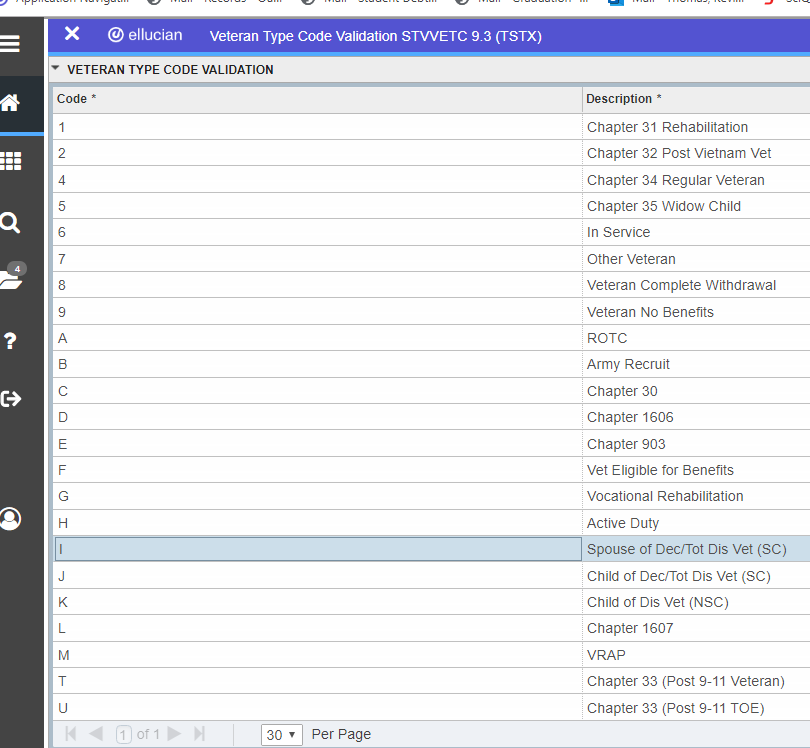 ellucian Veteran Type Code Validation STVVETC 9.3 (TSTX)
VETERAN TYPE CODE VALIDATION
Code * Description *
1 Chapter 31 Rehabilitation
2 Chapter 32 Post Vietnam Vet
4 Chapter 34 Regular Veteran
5 Chapter 35 Widow Child
6 In Service
7 Other Veteran
8 Veteran Complete Withdrawal
9 Veteran No Benefits
A ROTC
B Army Recruit
C Chapter 30
D Chapter 1606
E Chapter 903
F Vet Eligible for Benefits
G Vocational Rehabilitation
H Active Duty
I Spouse of Dec/Tot Dis Vet (SC)
J Child of Dec/Tot Dis Vet (SC)
K Child of Dis Vet (NSC)
L Chapter 1607
M VRAP
T Chapter 33 (Post 9-11 Veteran)
U Chapter 33 (Post 9-11 TOE)
1 of 1 30 Per Page
4